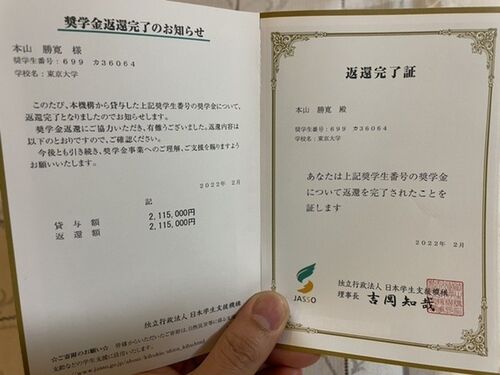 奨学金返還完了のお知らせ
本山 勝寛 様
奨学生番号:699 カ36064
学校名:東京大学
このたび、本機構から貸与した上記奨学生番号の奨学金について、
返還完了となりましたのでお知らせします。
奨学金返還にご協力いただき、有難うございました。返還内容は
以下のとおりですので、ご確認ください。
今後とも引き続き、奨学金事業へのご理解、ご支援を賜りますよう
お願いいたします。
2022年 2月
記
貸与額 2,115,000円
返還額 2,115,000円
独立行政法人 日本学生支援機構
☆ご寄附のお願い☆
返還完了証
本山 勝寛 殿
奨学生番号:699 カ36064
学校名:東京大学
あなたは上記奨学生番号の奨学金
について返還を完了されたことを
証します
2022年 2月
JASSO
独立行政法人 日本学生支援機構
理事長 吉岡知哉